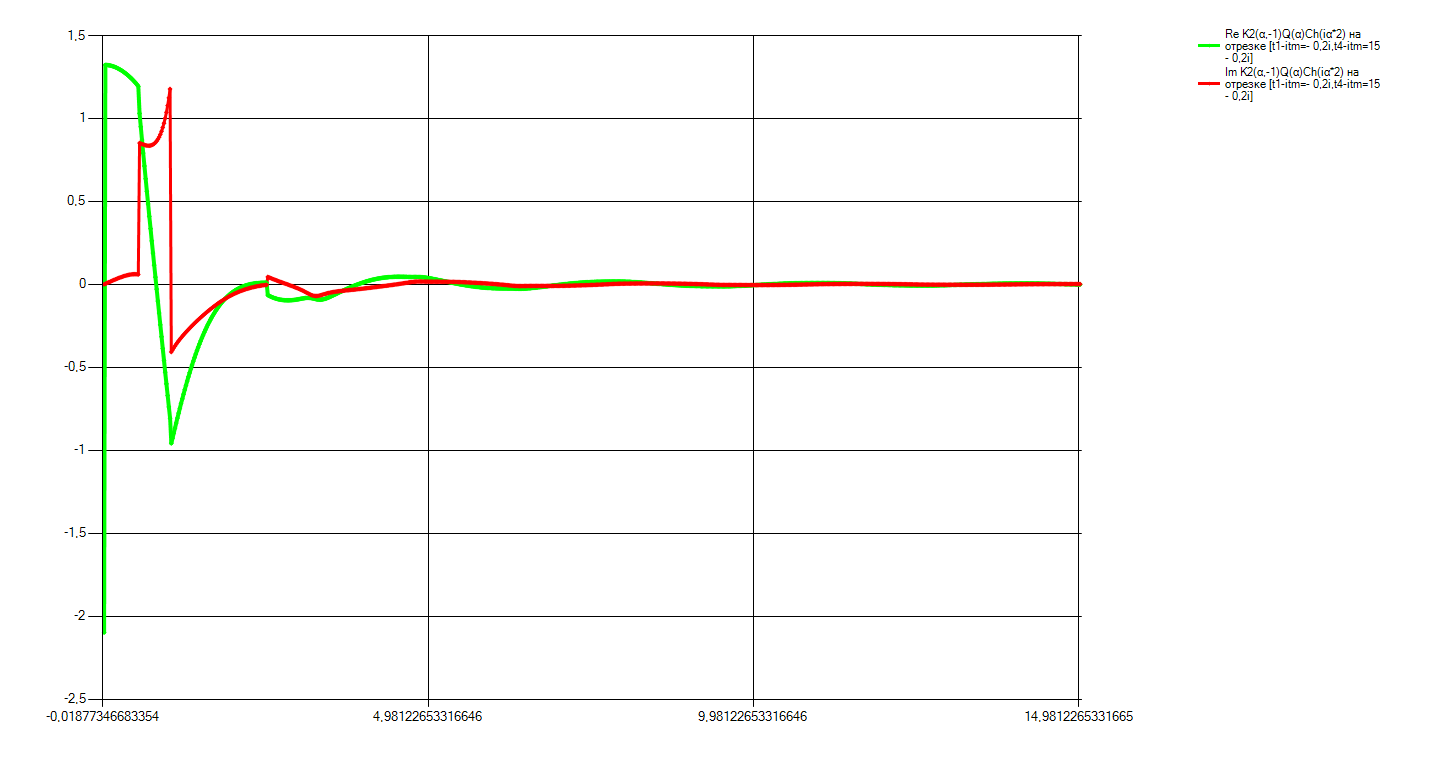 1,5
1
0,5
0
-0,5
-1
-1,5
-2
-2,5
-0,01877346683354
4,98122653316646
9,98122653316646
14,9812265331665
Re K2(α,-1)Q(α)Ch(iα*2) на
отрезке [t1-itm=- 0,2i,t4-itm=15
- 0,2i]
Im K2(α,-1)Q(α)Ch(iα*2) на
отрезке [t1-itm=- 0,2i,t4-itm=15
- 0,2i]